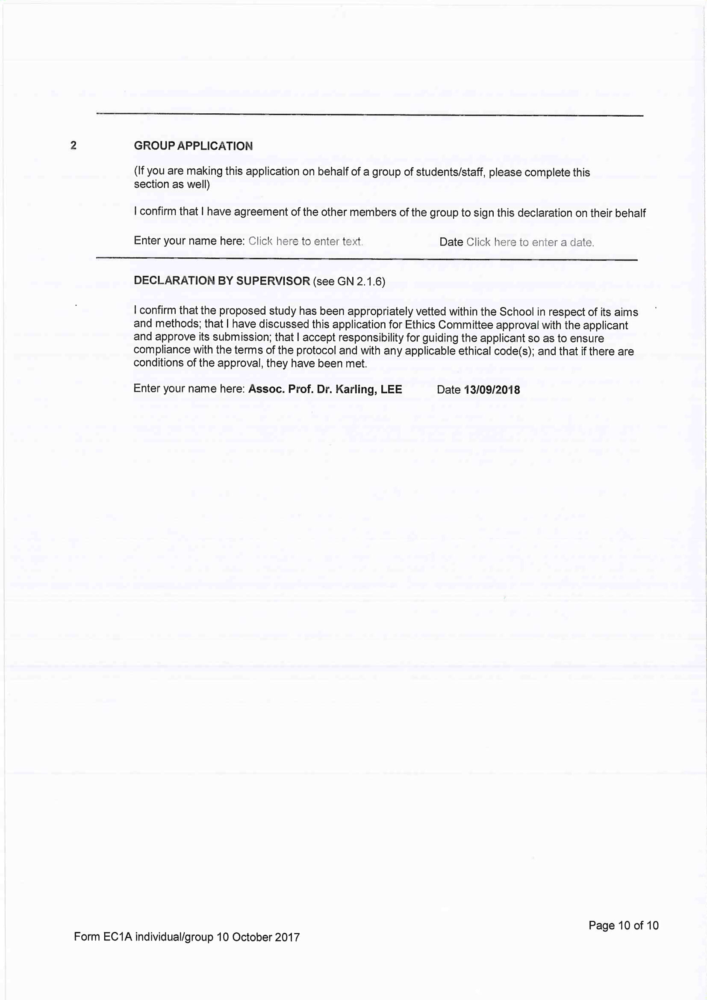 2 GROUP APPLICATION
(If you are making this application on behalf of a group of students/staff, please complete this
section as well)
I confirm that I have agreement of the other members of the group to sign this declaration on their behalf
Enter your name here: Click here to enter text. Date Click here to enter a date.
DECLARATION BY SUPERVISOR (see GN 2.1.6)
I confirm that the proposed study has been appropriately vetted within the School in respect of its aims
and methods; that I have discussed this application for Ethics Committee approval with the applicant
and approve its submission; that I accept responsibility for guiding the applicant so as to ensure
compliance with the terms of the protocol and with any applicable ethical code(s); and that if there are
conditions of the approval, they have been met.
Enter your name here: Assoc. Prof. Dr. Karling, LEE Date 13/09/2018
Page 10 of 10
Form EC1A individual/group 10 October 2017